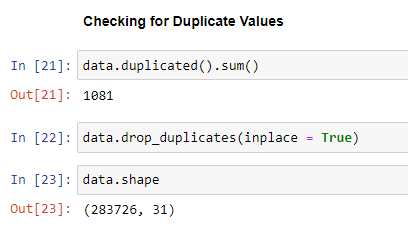 Checking for Duplicate Values
In [21]: data.duplicated().sum()
Out[21]: 1081
In [22]: data.drop_duplicates(inplace = True)
In [23]: data.shape
Out[23]: (283726, 31)